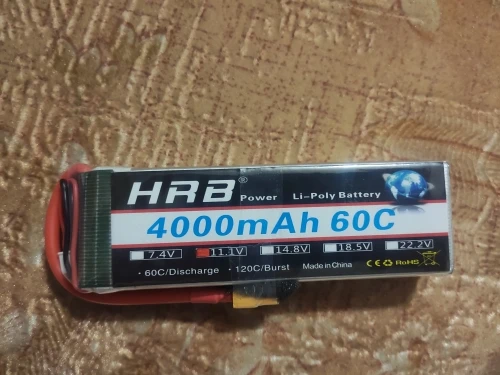 HRB® Power Li-Poly Battery
4000mAh 60C
7.4V 11.1V 14.8V 18.5V 22.2V
· 60C/Discharge · 120C/Burst Made in China CE RoHS